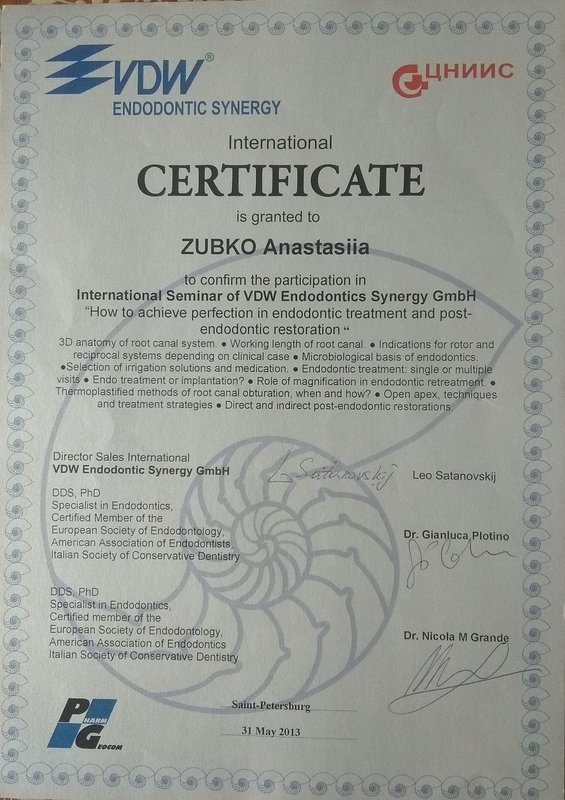 VDW®
ENDODONTIC SYNERGY
ЦНИИС
International
CERTIFICATE
is granted to
ZUBKO Anastasiia
to confirm the participation in
International Seminar of VDW Endodontics Synergy GmbH
“How to achieve perfection in endodontic treatment and post-
endodontic restoration “
3D anatomy of root canal system. ● Working length of root canal. ● Indications for rotor and
reciprocal systems depending on clinical case ● Microbiological basis of endodontics.
●Selection of irrigation solutions and medication. ● Endodontic treatment: single or multiple
visits ● Endo treatment or implantation? ● Role of magnification in endodontic retreatment. ●
Thermoplastified methods of root canal obturation, when and how? ● Open apex, techniques
and treatment strategies ● Direct and indirect post-endodontic restorations
Director Sales International
VDW Endodontic Synergy GmbH
L Satanovskij
Leo Satanovskij
DDS, PhD
Specialist in Endodontics,
Certified Member of the
European Society of Endodontology,
American Association of Endodontists,
Italian Society of Conservative Dentistry
Dr. Gianluca Plotino
DDS, PhD
Specialist in Endodontics,
Certified member of the
European Society of Endodontology,
American Association of Endodontics
Italian Society of Conservative Dentistry
Dr. Nicola M Grande
PHARM
GEOCOM
Saint-Petersburg
31 May 2013